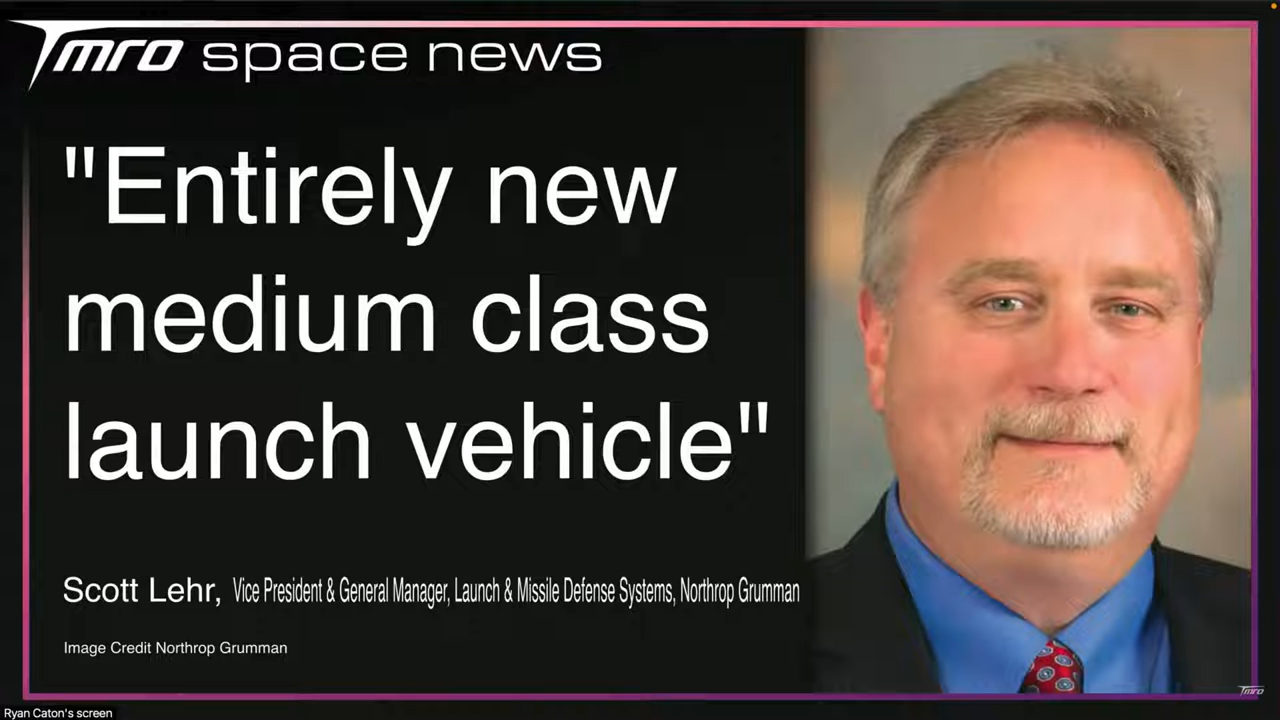 Tmro space news
"Entirely new
medium class
launch vehicle"
Scott Lehr, Vice President & General Manager, Launch & Missile Defense Systems, Northrop Grumman
Image Credit Northrop Grumman
Tmro
Ryan Caton's screen